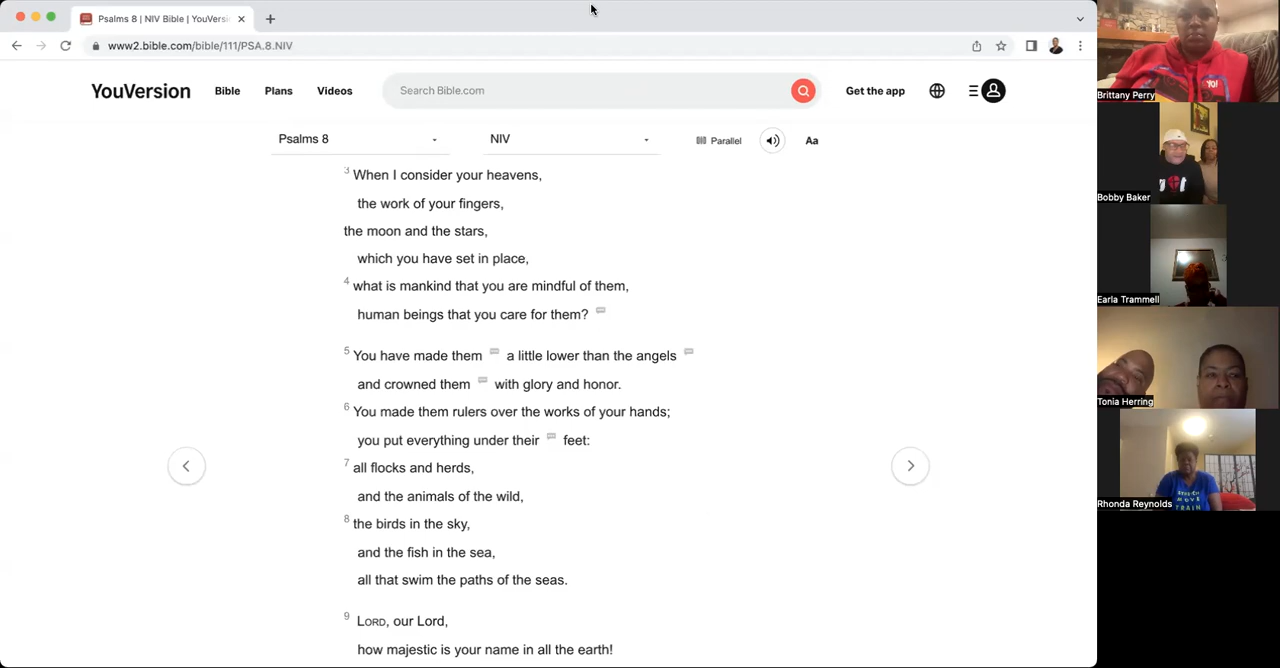 Psalms 8 | NIV Bible | YouVersi
www2.bible.com/bible/111/PSA.8.NIV
YouVersion
Bible
Plans
Videos
Search Bible.com
Get the app
Psalms 8
NIV
Parallel
Aa
3 When I consider your heavens,
the work of your fingers,
the moon and the stars,
which you have set in place,
4 what is mankind that you are mindful of them,
human beings that you care for them?
5 You have made them a little lower than the angels
and crowned them with glory and honor.
6 You made them rulers over the works of your hands;
you put everything under their feet:
7 all flocks and herds,
and the animals of the wild,
8 the birds in the sky,
and the fish in the sea,
all that swim the paths of the seas.
9 LORD, our Lord,
how majestic is your name in all the earth!
YO!
Brittany Perry
Bobby Baker
Earla Trammell
Tonia Herring
MOVE
TRAIN
Rhonda Reynolds